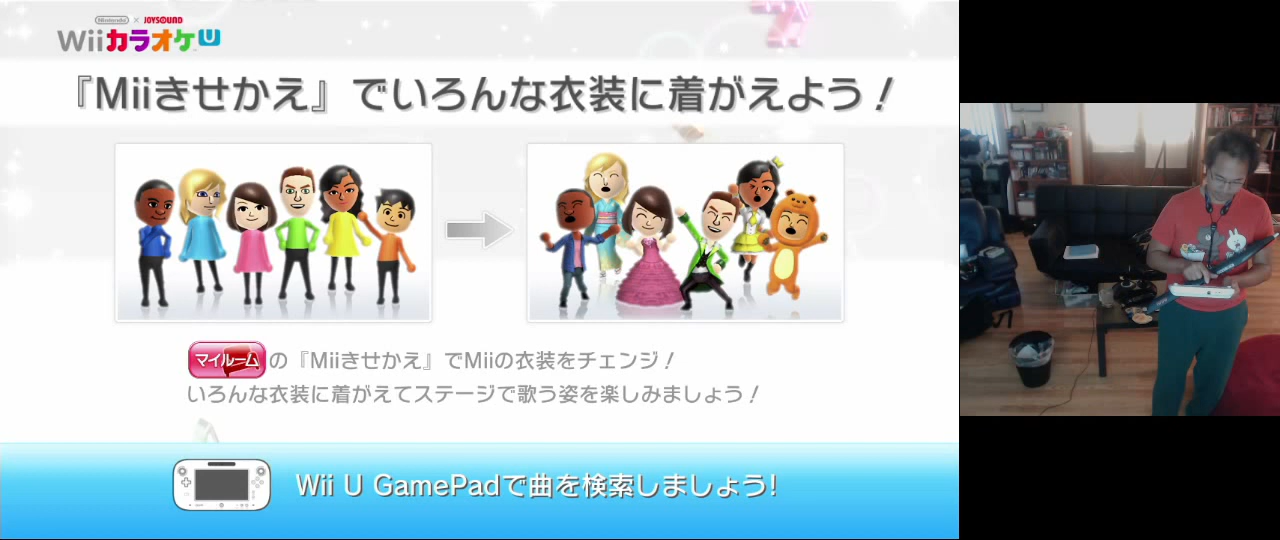 Nintendo × JOYSOUND
Wii カラオケ U
『Miiきせかえ』でいろんな衣装に着がえよう！
マイルームの『Miiきせかえ』でMiiの衣装をチェンジ！
いろんな衣装に着がえてステージで歌う姿を楽しみましょう！
Wii U GamePadで曲を検索しましょう!